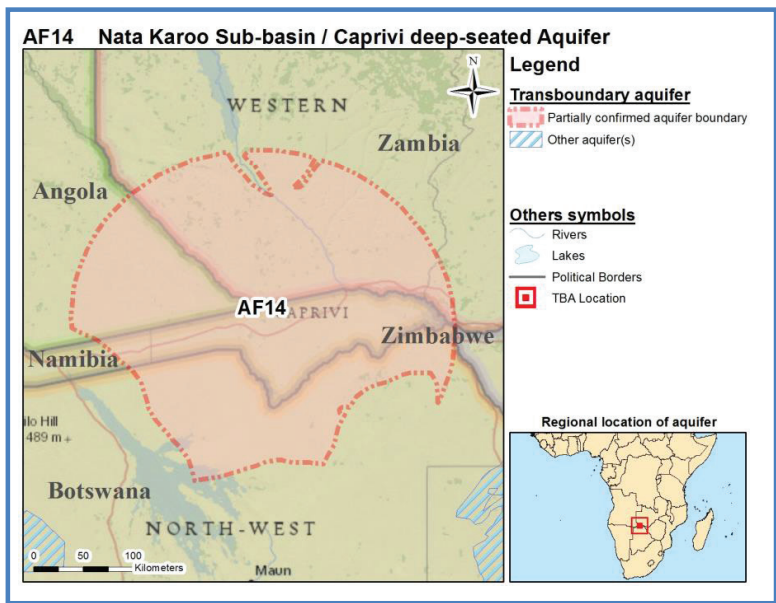 AF14 Nata Karoo Sub-basin / Caprivi deep-seated Aquifer
N
WESTERN
Zambia
Angola
AF14
CAPRIVI
Zimbabwe
Namibia
ilo Hill
489 m +
Botswana
NORTH-WEST
Maun
0 50 100
Kilometers
Legend
Transboundary aquifer
Partially confirmed aquifer boundary
Other aquifer(s)
Others symbols
Rivers
Lakes
Political Borders
TBA Location
Regional location of aquifer